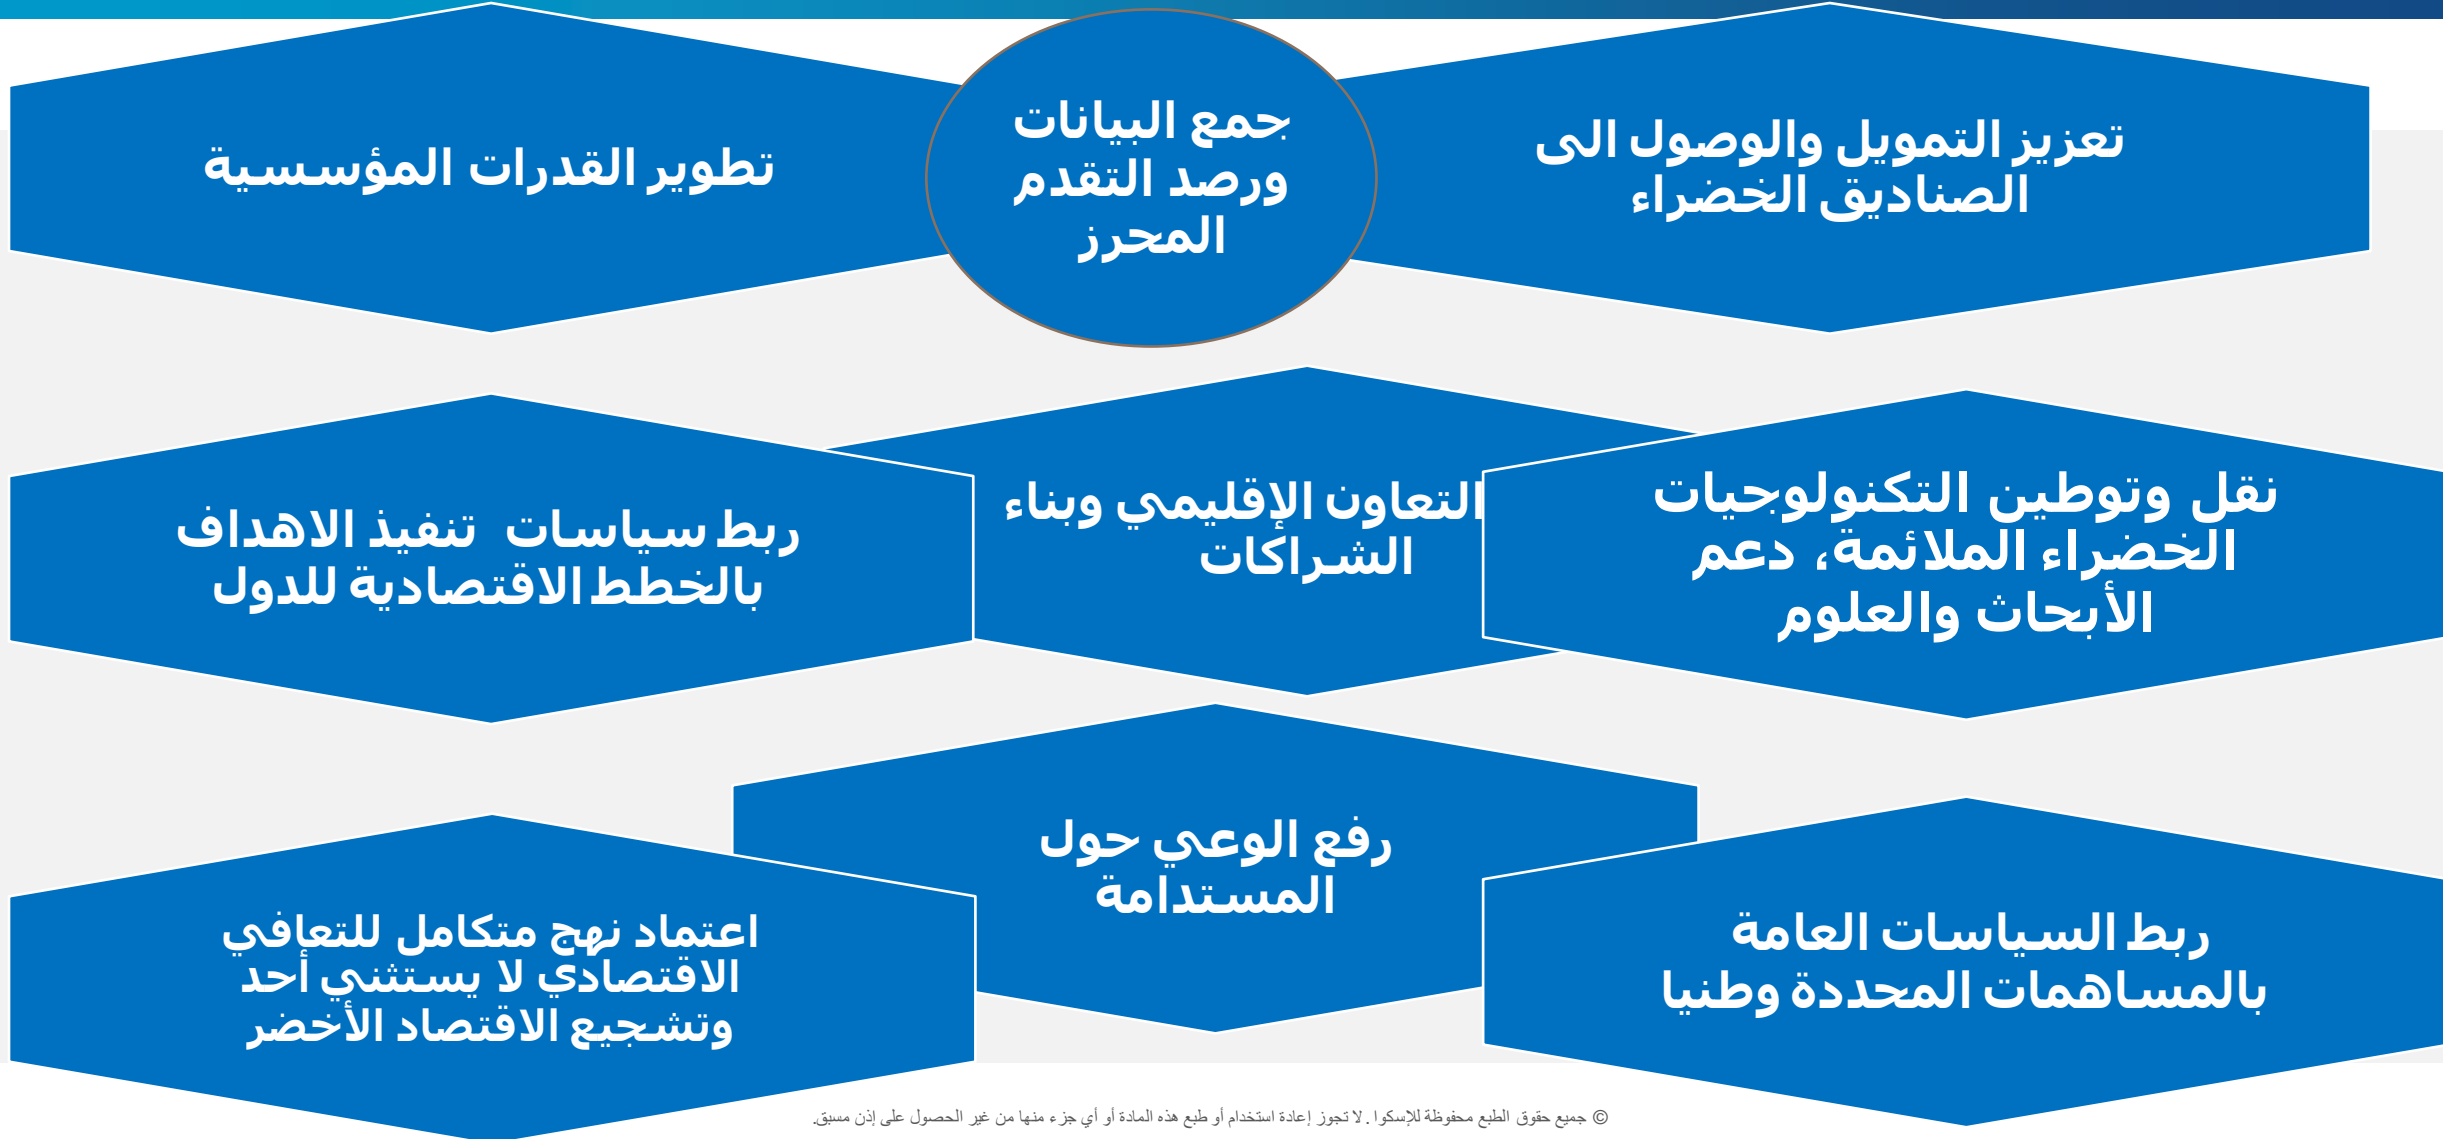 تعزيز التمويل والوصول الى
الصناديق الخضراء
جمع البيانات
ورصد التقدم
المحرز
تطوير القدرات المؤسسية
نقل وتوطين التكنولوجيات
الخضراء الملائمة، دعم
الأبحاث والعلوم
التعاون الإقليمي وبناء
الشراكات
ربط سياسات تنفيذ الاهداف
بالخطط الاقتصادية للدول
ربط السياسات العامة
بالمساهمات المحددة وطنيا
رفع الوعي حول
المستدامة
اعتماد نهج متكامل للتعافي
الاقتصادي لا يستثني أحد
وتشجيع الاقتصاد الأخضر
© جميع حقوق الطبع محفوظة للإسكوا . لا تجوز إعادة استخدام أو طبع هذه المادة أو أي جزء منها من غير الحصول على إذن مسبق.